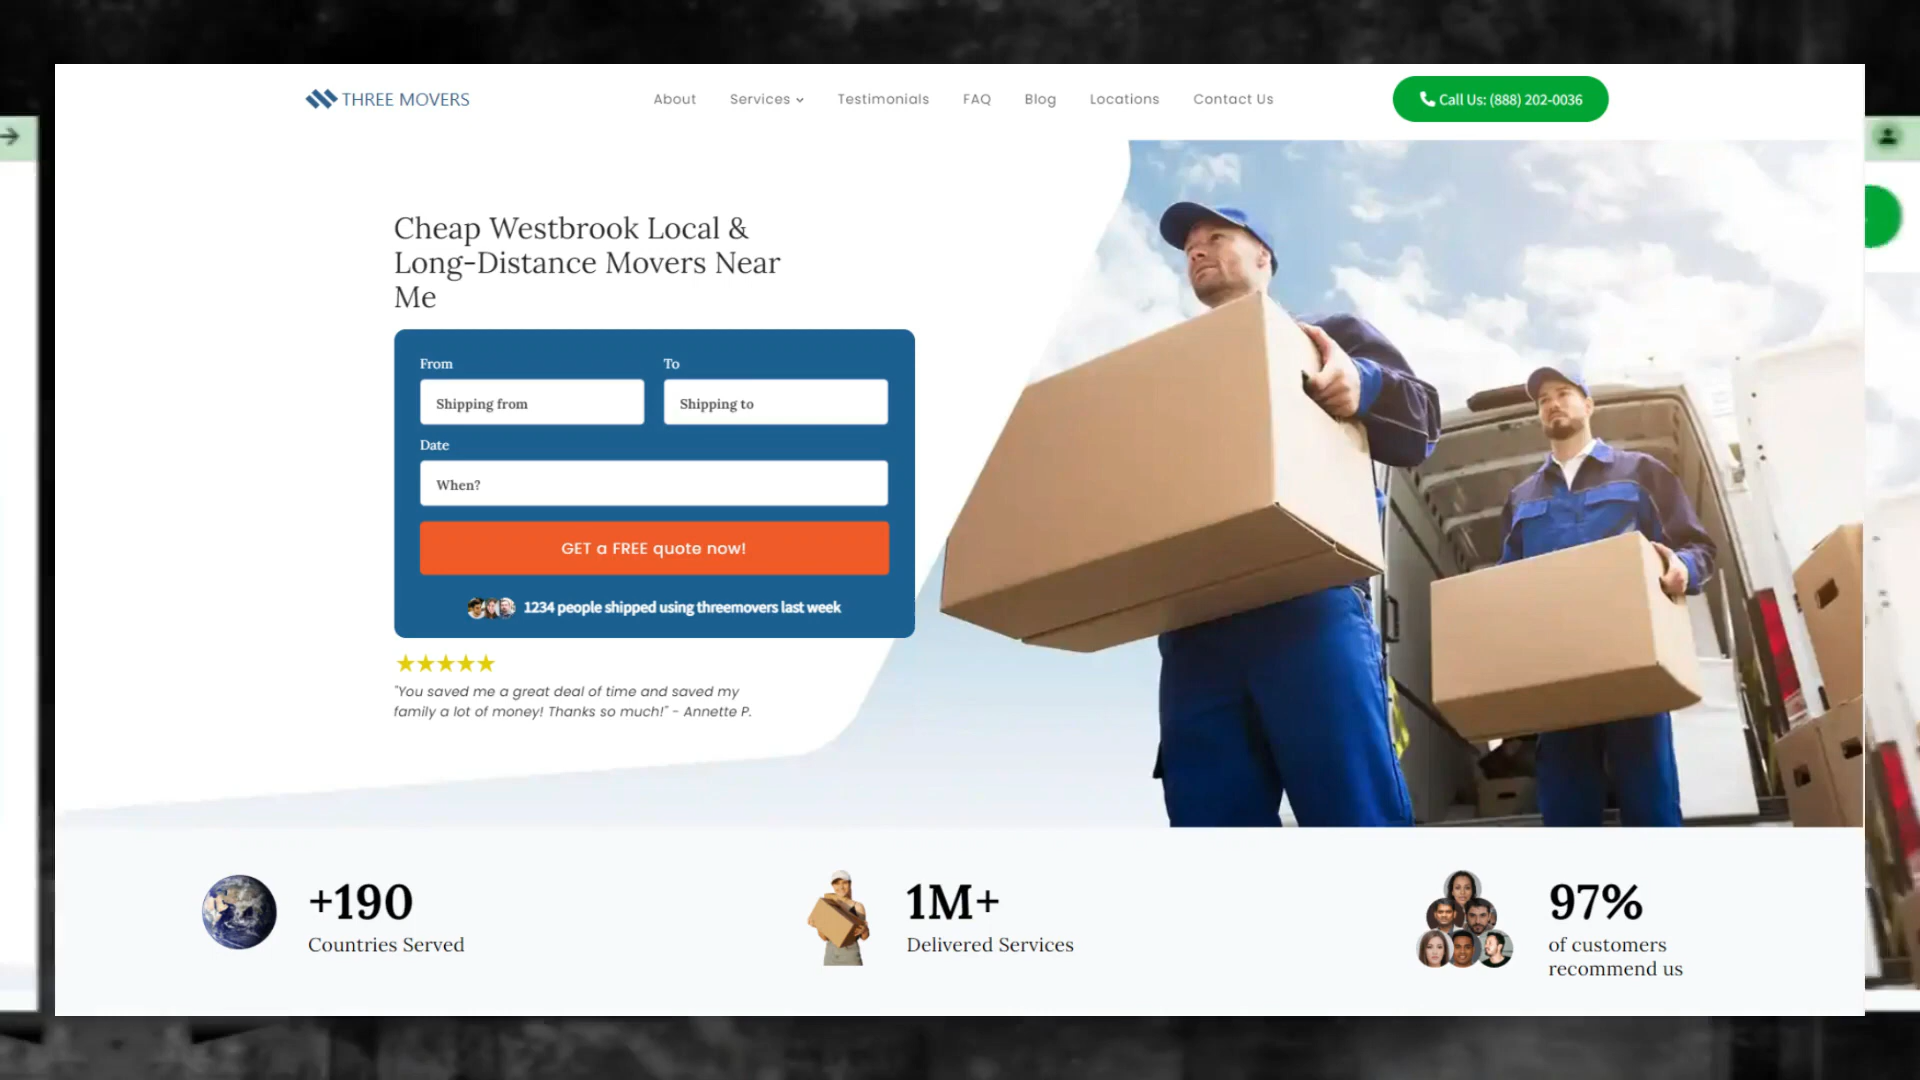 THREE MOVERS
About Services Testimonials FAQ Blog Locations Contact Us
Call Us: (888) 202-0036
Cheap Westbrook Local &
Long-Distance Movers Near
Me
From To
Shipping from Shipping to
Date
When?
GET a FREE quote now!
1234 people shipped using threemovers last week
"You saved me a great deal of time and saved my
family a lot of money! Thanks so much!" - Annette P.
+190
Countries Served
1M+
Delivered Services
97%
of customers
recommend us